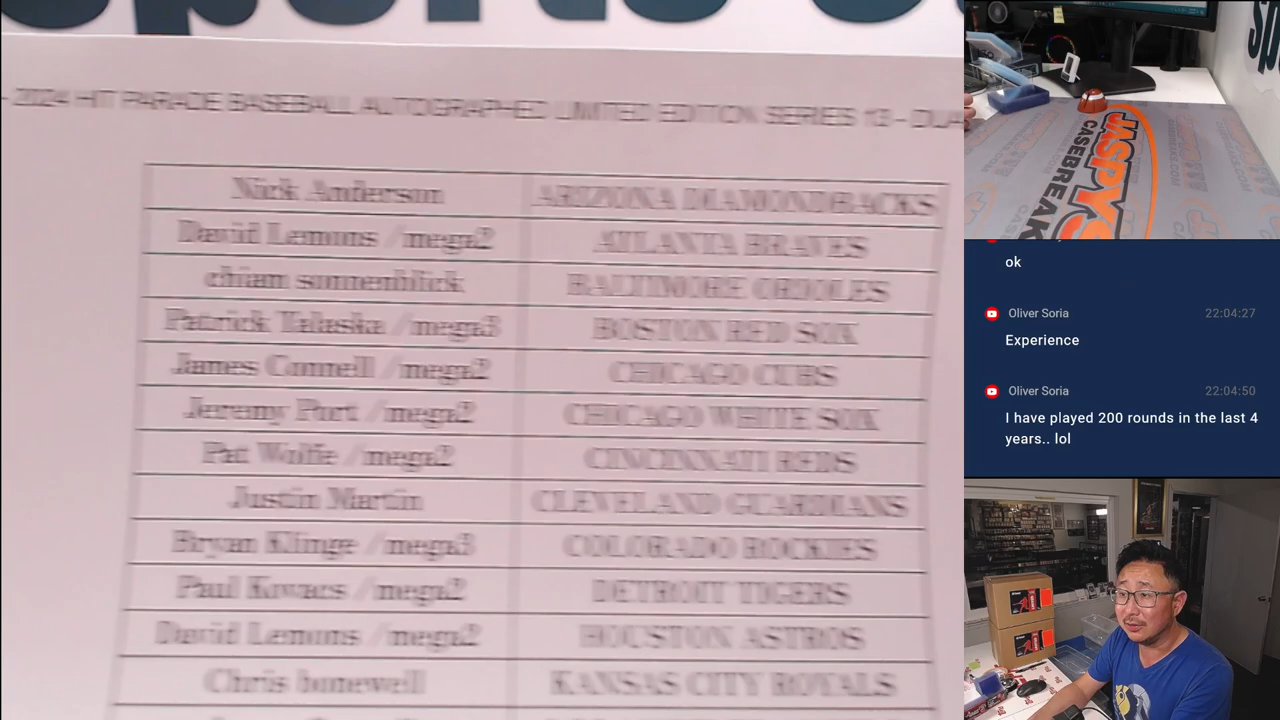 - 2024 HIT PARADE BASEBALL AUTOGRAPHED LIMITED EDITION SERIES 13 - DUA
Nick Anderson ARIZONA DIAMONDBACKS
David Lemons /mega2 ATLANTA BRAVES
chiam sonnenblick BALTIMORE ORIOLES
Patrick Talaska /mega3 BOSTON RED SOX
James Connell /mega2 CHICAGO CUBS
Jeremy Port /mega2 CHICAGO WHITE SOX
Pat Wolfe /mega2 CINCINNATI REDS
Justin Martin CLEVELAND GUARDIANS
Bryan Klinge /mega3 COLORADO ROCKIES
Paul Kovacs /mega2 DETROIT TIGERS
David Lemons /mega2 HOUSTON ASTROS
Chris bonewell KANSAS CITY ROYALS
JASPYS
CASEBREAK
ok
Oliver Soria 22:04:27
Experience
Oliver Soria 22:04:50
I have played 200 rounds in the last 4
years.. lol